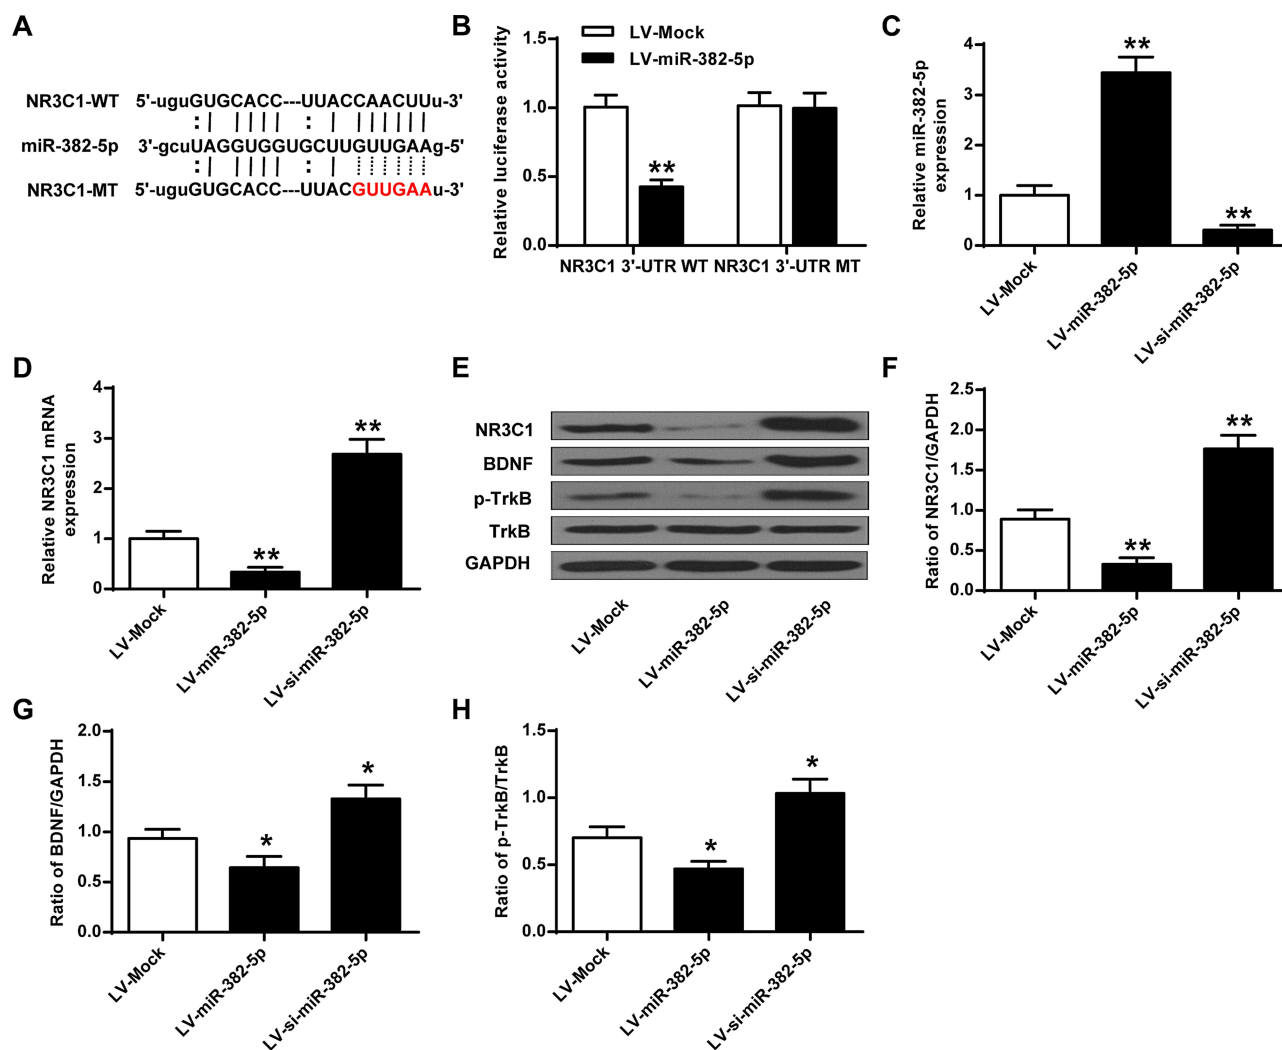 A
NR3C1-WT 5'-uguGUGCACC---UUACCAACUUu-3'
miR-382-5p 3'-gcuUAGGUGGUGCUUGUUGAAg-5'
NR3C1-MT 5'-uguGUGCACC---UUACGUUGAAu-3'
B
LV-Mock
LV-miR-382-5p
Relative luciferase activity
1.5
1.0
0.5
0.0
**
NR3C1 3'-UTR WT NR3C1 3'-UTR MT
C
Relative miR-382-5p
expression
4
3
2
1
0
**
**
LV-Mock
LV-miR-382-5p
LV-si-miR-382-5p
D
Relative NR3C1 mRNA
expression
4
3
2
1
0
**
**
LV-Mock
LV-miR-382-5p
LV-si-miR-382-5p
E
NR3C1
BDNF
p-TrkB
TrkB
GAPDH
LV-Mock
LV-miR-382-5p
LV-si-miR-382-5p
F
Ratio of NR3C1/GAPDH
2.5
2.0
1.5
1.0
0.5
0.0
**
**
LV-Mock
LV-miR-382-5p
LV-si-miR-382-5p
G
Ratio of BDNF/GAPDH
2.0
1.5
1.0
0.5
0.0
*
*
LV-Mock
LV-miR-382-5p
LV-si-miR-382-5p
H
Ratio of p-TrkB/TrkB
1.5
1.0
0.5
0.0
*
*
LV-Mock
LV-miR-382-5p
LV-si-miR-382-5p